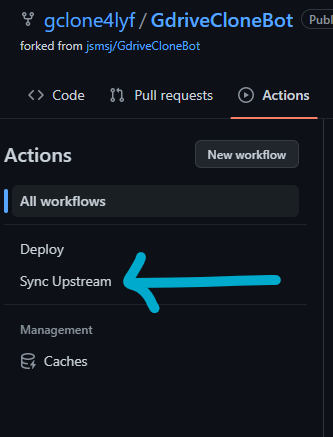 gclone4lyf / GdriveCloneBot Publ
forked from jsmsj/GdriveCloneBot
Code Pull requests Actions
Actions New workflow
All workflows
Deploy
Sync Upstream
Management
Caches